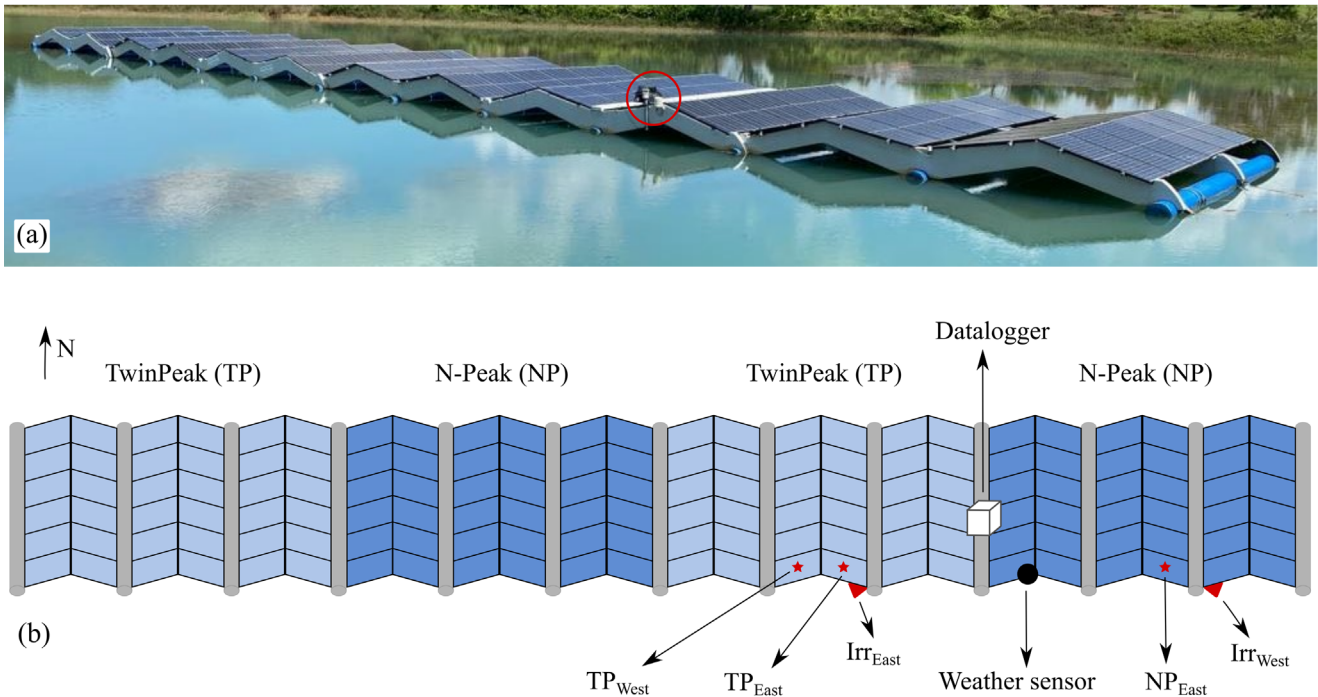 (a)
Datalogger
N
TwinPeak (TP)
N-Peak (NP)
TwinPeak (TP)
N-Peak (NP)
(b)
Irr_East
Irr_West
TP_West
TP_East
Weather sensor
NP_East